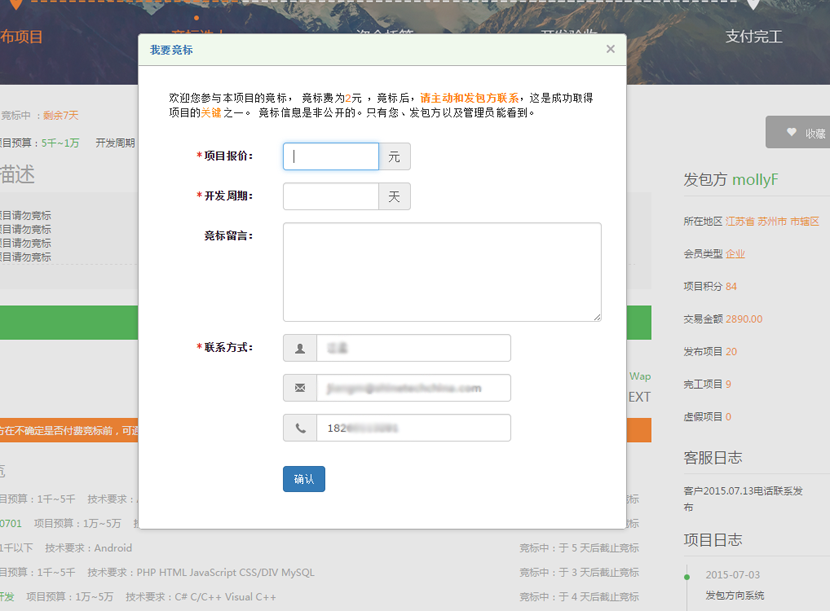 布项目
支付完工
我要竞标
×
竞标中 : 剩余7天
欢迎您参与本项目的竞标， 竞标费为2元 ，竞标后，请主动和发包方联系，这是成功取得
项目的关键之一。 竞标信息是非公开的。只有您、发包方以及管理员能看到。
目预算：5千~1万 开发周期
收藏
*项目报价： 元
描述
发包方 mollyF
*开发周期： 天
目请勿竞标
目请勿竞标
目请勿竞标
目请勿竞标
所在地区 江苏省 苏州市 市辖区
竞标留言：
会员类型 企业
项目积分 84
交易金额 2890.00
*联系方式：
发布项目 20
Wap
完工项目 9
EXT
虚假项目 0
182
方在不确定是否付费竞标前，可
客服日志
确认
客户2015.07.13电话联系发
布
目预算：1千~5千 技术要求：
0701 项目预算：1万~5万
项目日志
1千以下 技术要求：Android 竞标中：于 5 天后截止竞标
目预算：1千~5千 技术要求：PHP HTML JavaScript CSS/DIV MySQL 竞标中：于 3 天后截止竞标
2015-07-03
开发 项目预算：1万~5万 技术要求：C# C/C++ Visual C++ 竞标中：于 4 天后截止竞标
发包方向系统